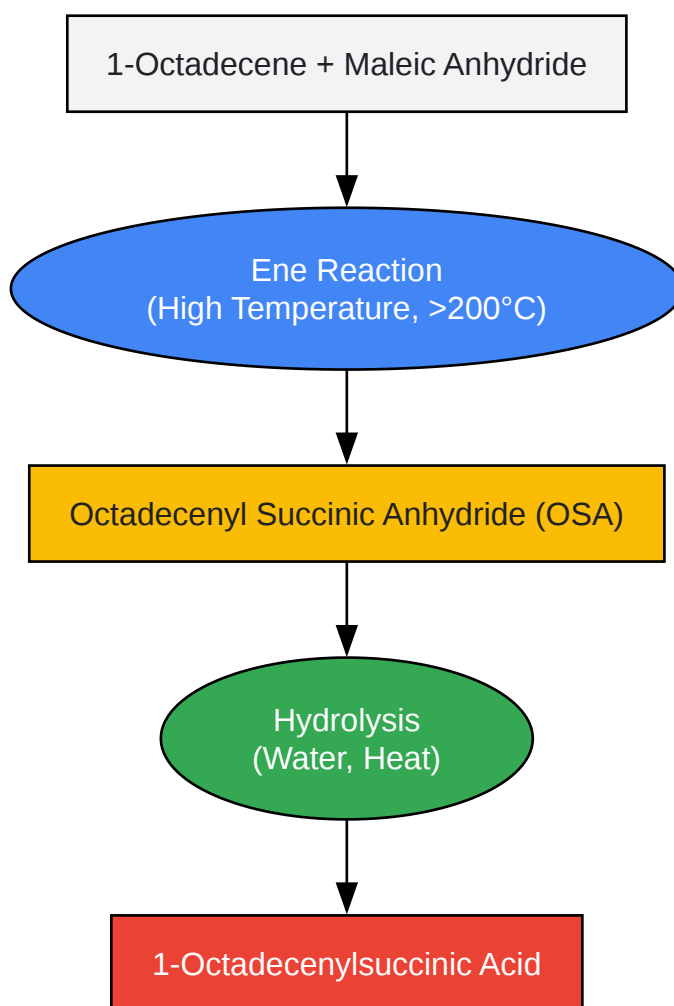 1-Octadecene + Maleic Anhydride
Ene Reaction
(High Temperature, >200°C)
Octadecenyl Succinic Anhydride (OSA)
Hydrolysis
(Water, Heat)
1-Octadecenylsuccinic Acid